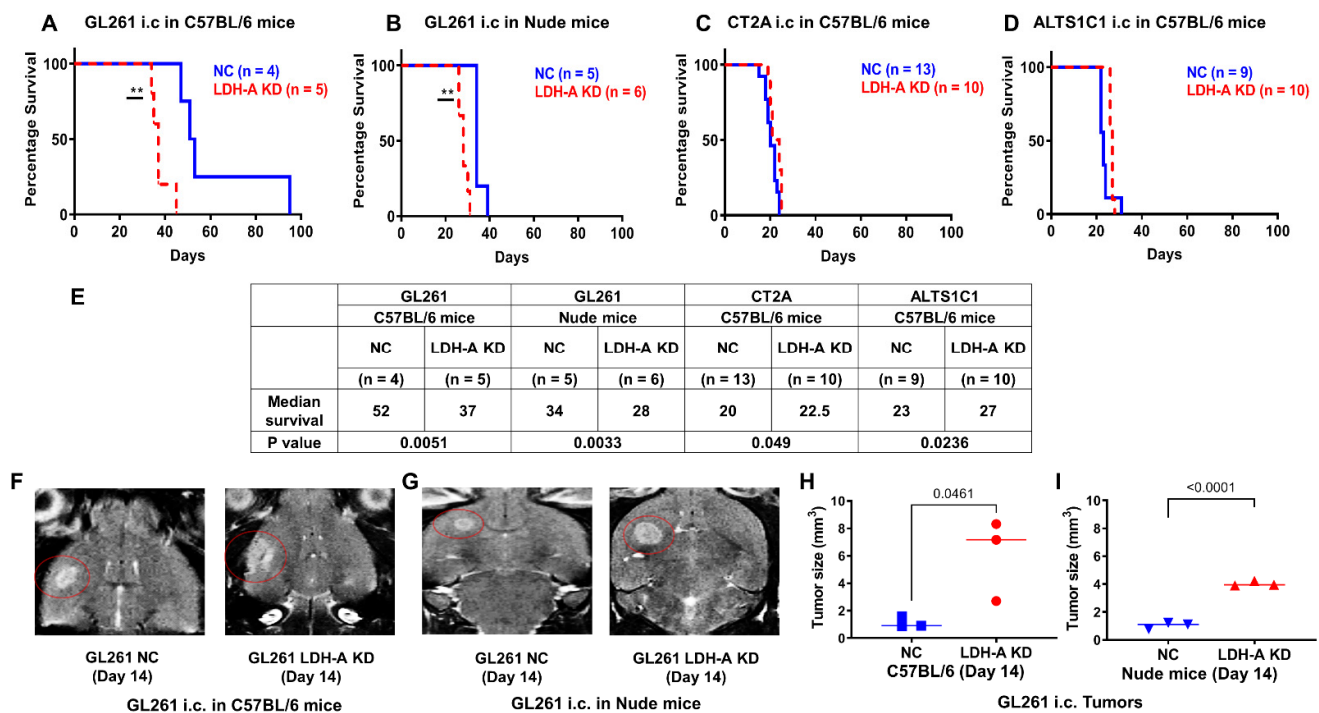 A GL261 i.c in C57BL/6 mice
Percentage Survival
100
50
0
0 20 40 60 80 100
Days
NC (n = 4)
LDH-A KD (n = 5)
**
B GL261 i.c in Nude mice
Percentage Survival
100
50
0
0 20 40 60 80 100
Days
NC (n = 5)
LDH-A KD (n = 6)
**
C CT2A i.c in C57BL/6 mice
Percentage Survival
100
50
0
0 20 40 60 80 100
Days
NC (n = 13)
LDH-A KD (n = 10)
D ALTS1C1 i.c in C57BL/6 mice
Percentage Survival
100
50
0
0 20 40 60 80 100
Days
NC (n = 9)
LDH-A KD (n = 10)
E
GL261 GL261 CT2A ALTS1C1
C57BL/6 mice Nude mice C57BL/6 mice C57BL/6 mice
NC LDH-A KD NC LDH-A KD NC LDH-A KD NC LDH-A KD
(n = 4) (n = 5) (n = 5) (n = 6) (n = 13) (n = 10) (n = 9) (n = 10)
Median
survival 52 37 34 28 20 22.5 23 27
P value 0.0051 0.0033 0.049 0.0236
F
GL261 NC
(Day 14)
GL261 LDH-A KD
(Day 14)
GL261 i.c. in C57BL/6 mice
G
GL261 NC
(Day 14)
GL261 LDH-A KD
(Day 14)
GL261 i.c. in Nude mice
H
0.0461
Tumor size (mm3)
10
8
6
4
2
0
NC LDH-A KD
C57BL/6 (Day 14)
I
<0.0001
Tumor size (mm3)
10
8
6
4
2
0
NC LDH-A KD
Nude mice (Day 14)
GL261 i.c. Tumors